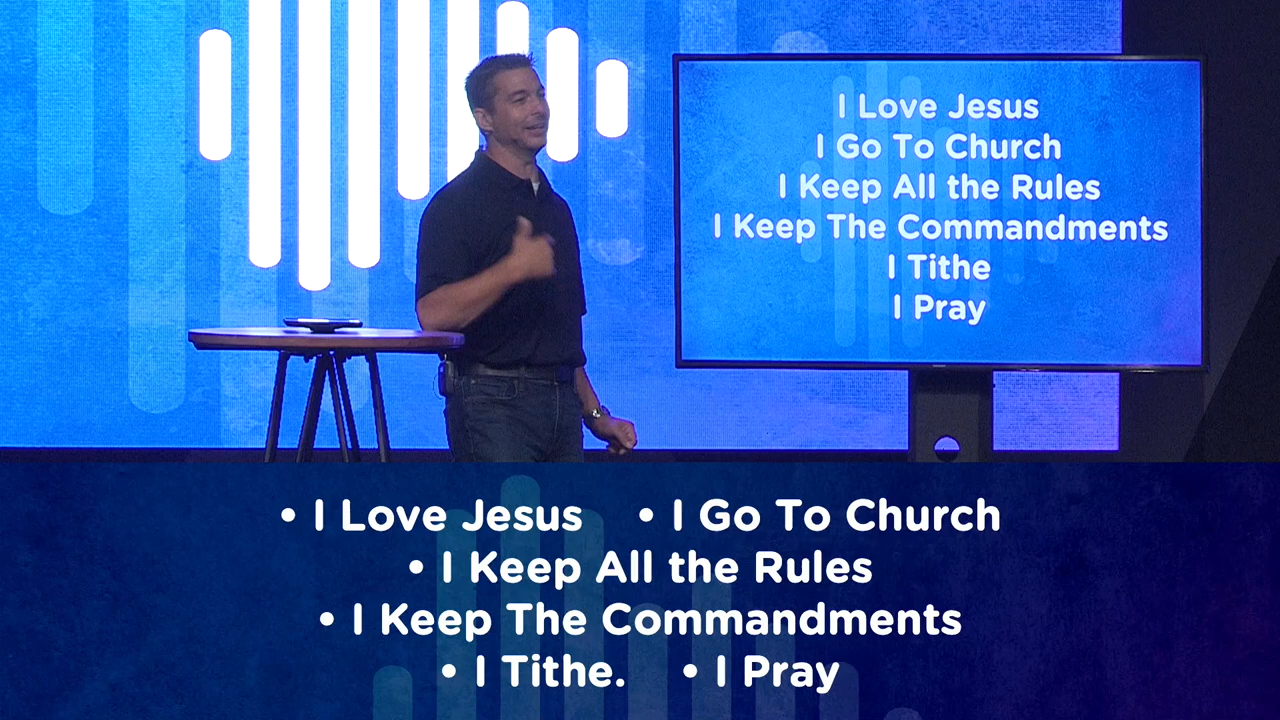 I Love Jesus
I Go To Church
I Keep All the Rules
I Keep The Commandments
I Tithe
I Pray
• I Love Jesus • I Go To Church
• I Keep All the Rules
• I Keep The Commandments
• I Tithe. • I Pray